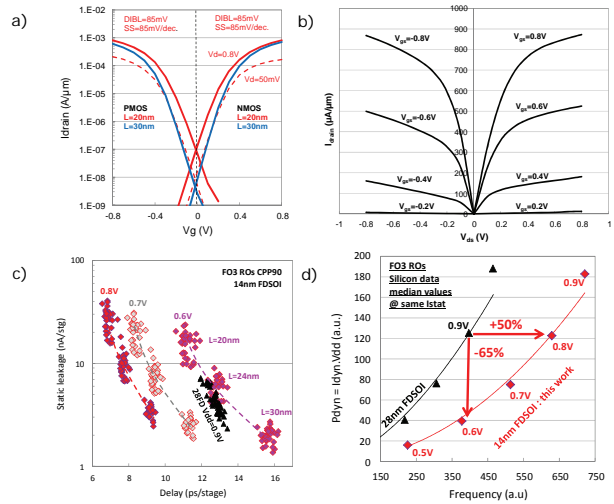 a)
DIBL=85mV
SS=85mV/dec.
DIBL=85mV
SS=85mV/dec.
Vd=0.8V
Vd=50mV
PMOS
L=20nm
L=30nm
NMOS
L=20nm
L=30nm
1.E-02
1.E-03
1.E-04
1.E-05
1.E-06
1.E-07
1.E-08
1.E-09
Idrain (A/µm)
-0.8
-0.4
0
0.4
0.8
Vg (V)
b)
1000
900
800
700
600
500
400
300
200
100
0
Vgs=-0.8V
Vgs=0.8V
Vgs=-0.6V
Vgs=0.6V
Vgs=-0.4V
Vgs=0.4V
Vgs=-0.2V
Vgs=0.2V
Idrain (µA/µm)
-1
-0.8
-0.6
-0.4
-0.2
0
0.2
0.4
0.6
0.8
1
Vds (V)
c)
FO3 ROs CPP90
14nm FDSOI
0.8V
0.7V
0.6V
L=20nm
L=24nm
L=30nm
28FD Vdd=0.9V
100
10
1
Static leakage (nA/stg)
6
8
10
12
14
16
Delay (ps/stage)
d)
FO3 ROs
Silicon data
median values
@ same Istat
0.9V
+50%
-65%
0.9V
0.8V
0.7V
0.6V
0.5V
28nm FDSOI
14nm FDSOI : this work
200
180
160
140
120
100
80
60
40
20
0
Pdyn = Idyn.Vdd (a.u.)
150
300
450
600
750
Frequency (a.u)